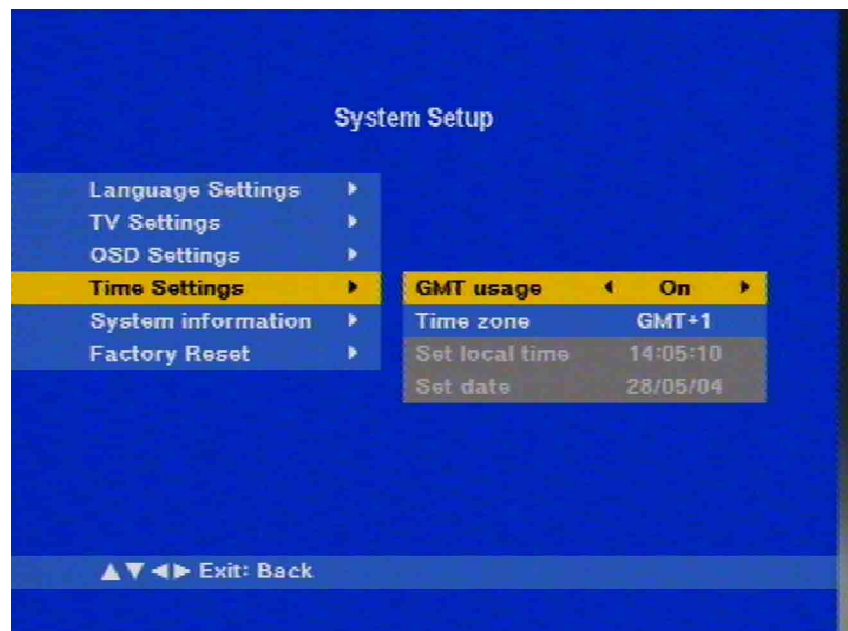 System Setup
Language Settings
TV Settings
OSD Settings
Time Settings
GMT usage On
System information
Time zone GMT+1
Factory Reset
Set local time 14:05:10
Set date 28/05/04
Exit: Back